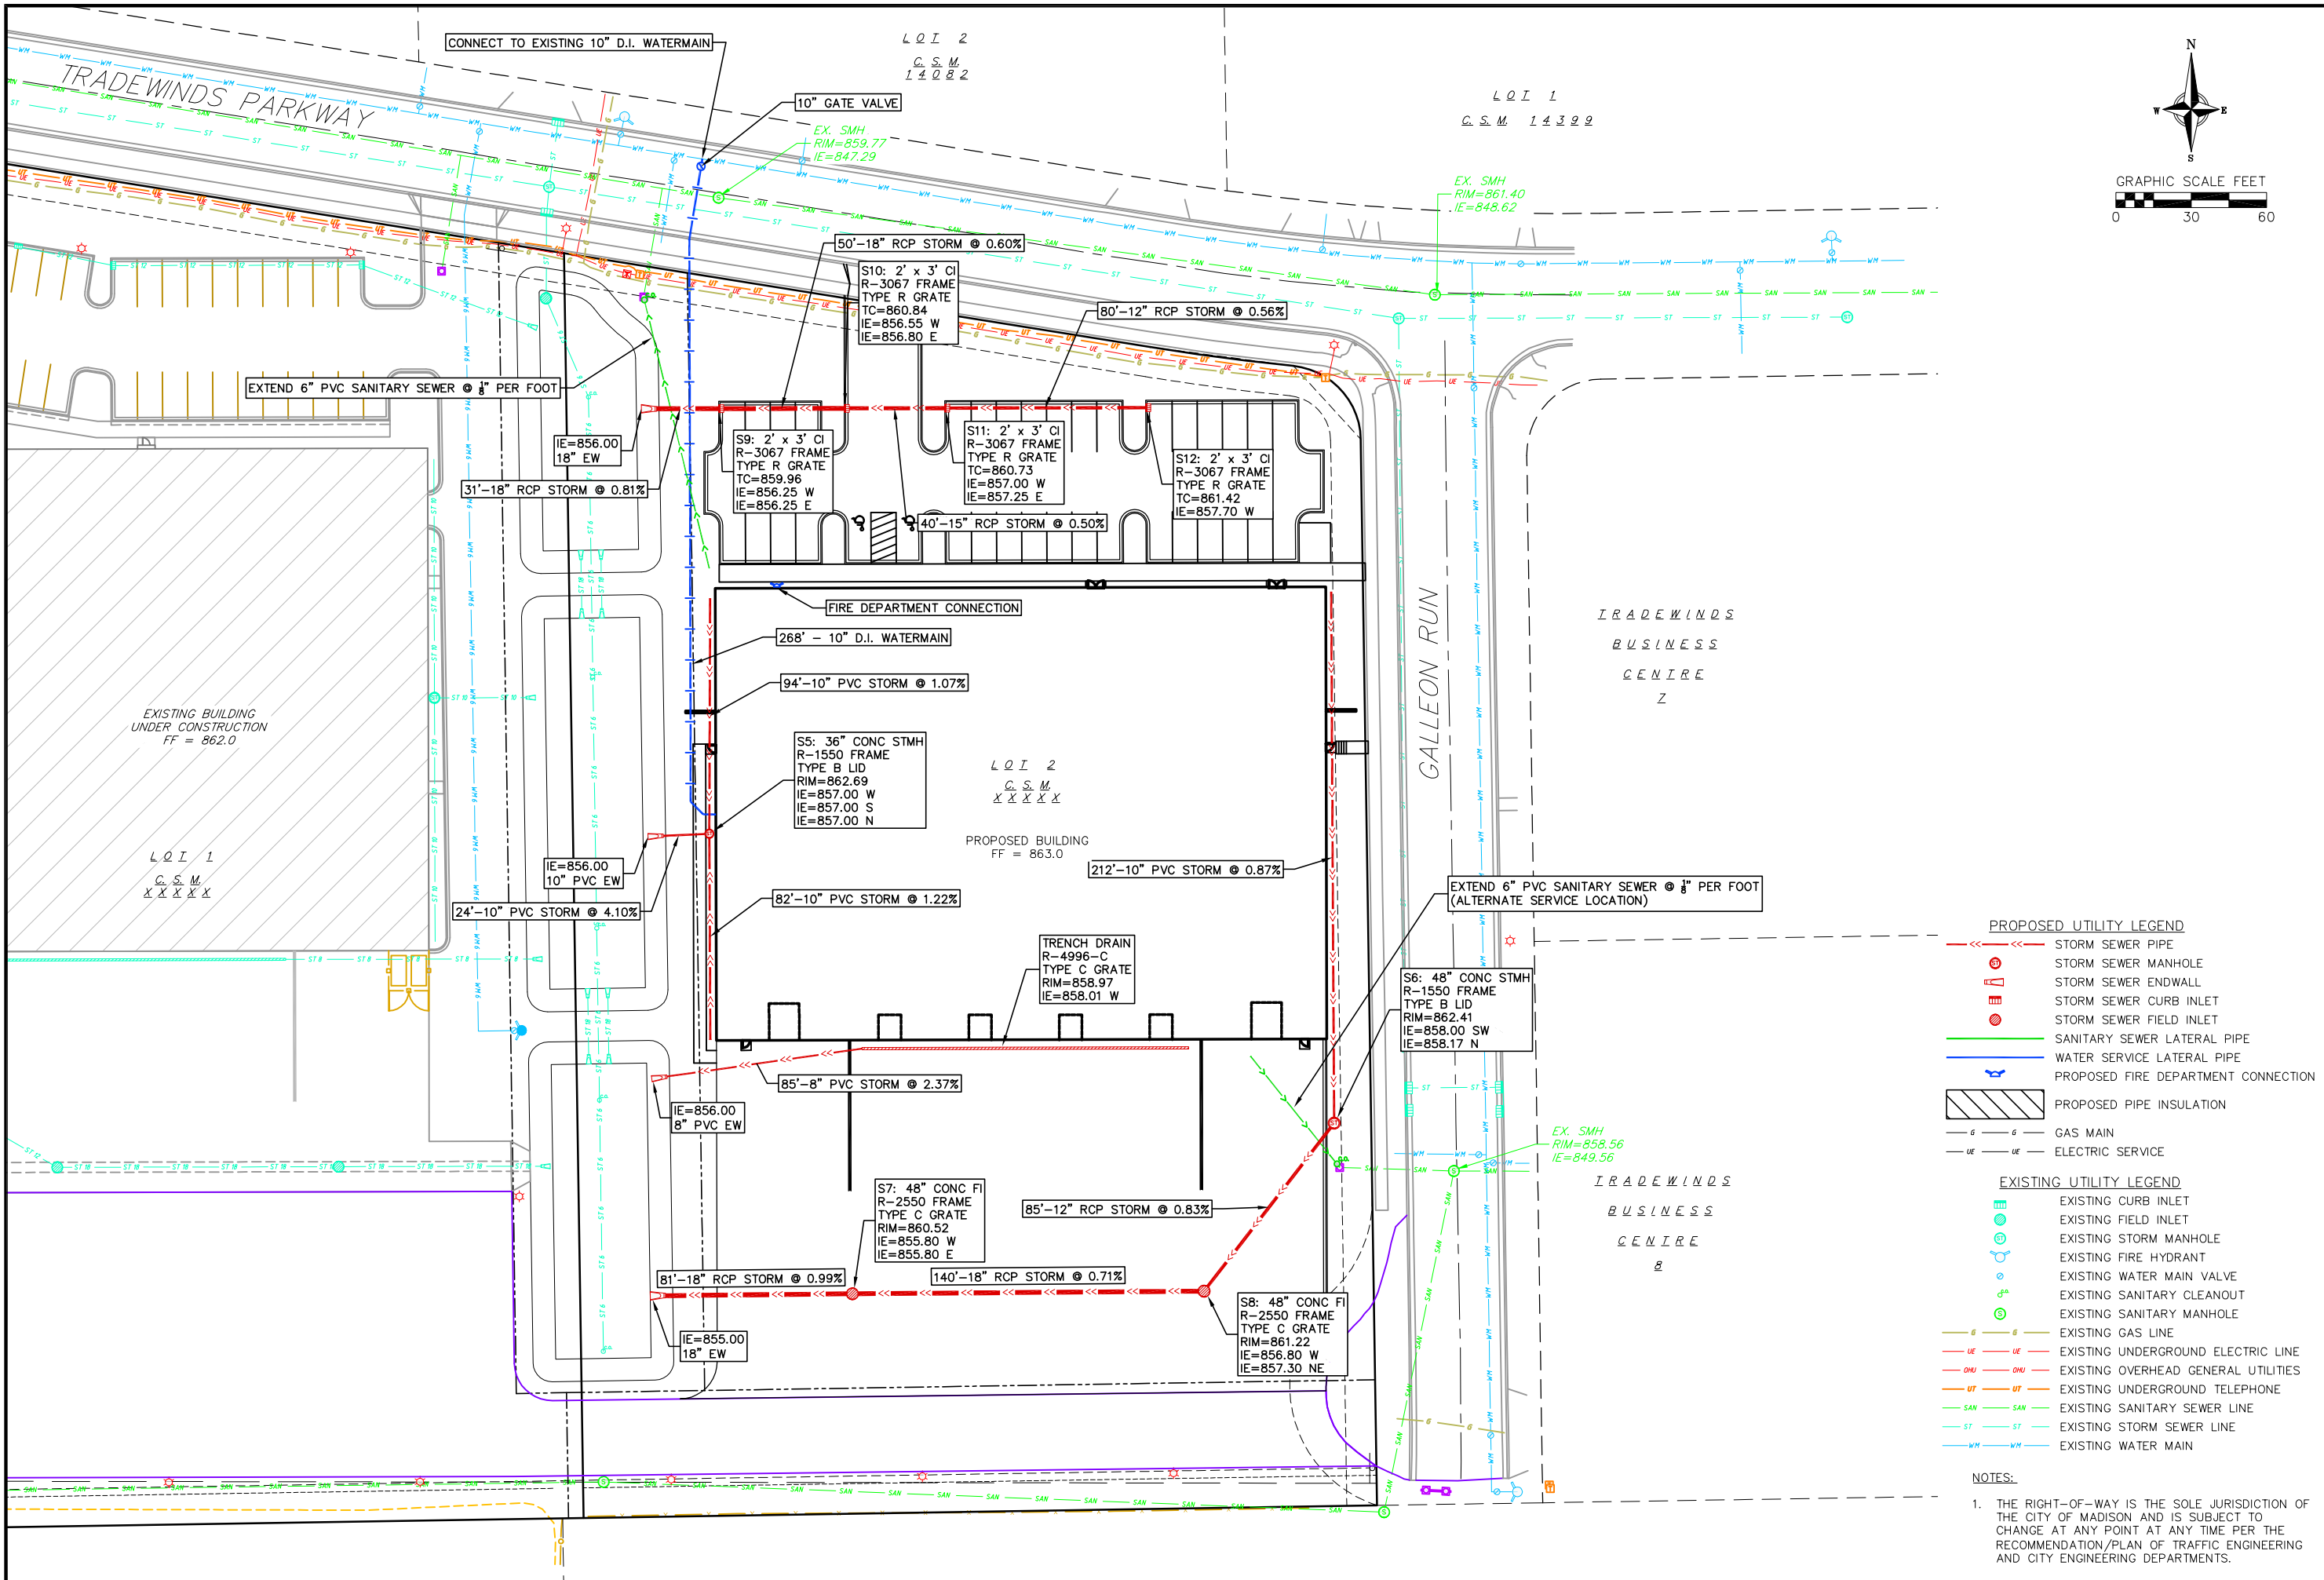 CONNECT TO EXISTING 10" D.I. WATERMAIN
LOT 2
C.S.M.
14082
LOT 1
C.S.M. 14399
N
W
E
S
GRAPHIC SCALE FEET
0 30 60
TRADEWINDS PARKWAY
10" GATE VALVE
EX. SMH
RIM=859.77
IE=847.29
EX. SMH
RIM=861.40
IE=848.62
50'-18" RCP STORM @ 0.60%
S10: 2' x 3' CI
R-3067 FRAME
TYPE R GRATE
TC=860.84
IE=856.55 W
IE=856.80 E
80'-12" RCP STORM @ 0.56%
EXTEND 6" PVC SANITARY SEWER @ ⅛" PER FOOT
IE=856.00
18" EW
S9: 2' x 3' CI
R-3067 FRAME
TYPE R GRATE
TC=859.96
IE=856.25 W
IE=856.25 E
S11: 2' x 3' CI
R-3067 FRAME
TYPE R GRATE
TC=860.73
IE=857.00 W
IE=857.25 E
S12: 2' x 3' CI
R-3067 FRAME
TYPE R GRATE
TC=861.42
IE=857.70 W
31'-18" RCP STORM @ 0.81%
40'-15" RCP STORM @ 0.50%
FIRE DEPARTMENT CONNECTION
268' - 10" D.I. WATERMAIN
94'-10" PVC STORM @ 1.07%
GALLEON RUN
TRADEWINDS
BUSINESS
CENTRE
7
EXISTING BUILDING
UNDER CONSTRUCTION
FF = 862.0
S5: 36" CONC STMH
R-1550 FRAME
TYPE B LID
RIM=862.69
IE=857.00 W
IE=857.00 S
IE=857.00 N
LOT 2
C.S.M.
XXXXX
PROPOSED BUILDING
FF = 863.0
LOT 1
C.S.M.
XXXXX
IE=856.00
10" PVC EW
212'-10" PVC STORM @ 0.87%
24'-10" PVC STORM @ 4.10%
82'-10" PVC STORM @ 1.22%
EXTEND 6" PVC SANITARY SEWER @ ⅛" PER FOOT
(ALTERNATE SERVICE LOCATION)
TRENCH DRAIN
R-4996-C
TYPE C GRATE
RIM=858.97
IE=858.01 W
S6: 48" CONC STMH
R-1550 FRAME
TYPE B LID
RIM=862.41
IE=858.00 SW
IE=858.17 N
85'-8" PVC STORM @ 2.37%
IE=856.00
8" PVC EW
EX. SMH
RIM=858.56
IE=849.56
TRADEWINDS
BUSINESS
CENTRE
8
S7: 48" CONC FI
R-2550 FRAME
TYPE C GRATE
RIM=860.52
IE=855.80 W
IE=855.80 E
85'-12" RCP STORM @ 0.83%
81'-18" RCP STORM @ 0.99%
140'-18" RCP STORM @ 0.71%
IE=855.00
18" EW
S8: 48" CONC FI
R-2550 FRAME
TYPE C GRATE
RIM=861.22
IE=856.80 W
IE=857.30 NE
PROPOSED UTILITY LEGEND
STORM SEWER PIPE
ST STORM SEWER MANHOLE
STORM SEWER ENDWALL
STORM SEWER CURB INLET
STORM SEWER FIELD INLET
SANITARY SEWER LATERAL PIPE
WATER SERVICE LATERAL PIPE
PROPOSED FIRE DEPARTMENT CONNECTION
PROPOSED PIPE INSULATION
G G GAS MAIN
UE UE ELECTRIC SERVICE
EXISTING UTILITY LEGEND
EXISTING CURB INLET
EXISTING FIELD INLET
ST EXISTING STORM MANHOLE
EXISTING FIRE HYDRANT
EXISTING WATER MAIN VALVE
EXISTING SANITARY CLEANOUT
S EXISTING SANITARY MANHOLE
G G EXISTING GAS LINE
UE UE EXISTING UNDERGROUND ELECTRIC LINE
OHU OHU EXISTING OVERHEAD GENERAL UTILITIES
UT UT EXISTING UNDERGROUND TELEPHONE
SAN SAN EXISTING SANITARY SEWER LINE
ST ST EXISTING STORM SEWER LINE
WM WM EXISTING WATER MAIN
NOTES:
1. THE RIGHT-OF-WAY IS THE SOLE JURISDICTION OF
THE CITY OF MADISON AND IS SUBJECT TO
CHANGE AT ANY POINT AT ANY TIME PER THE
RECOMMENDATION/PLAN OF TRAFFIC ENGINEERING
AND CITY ENGINEERING DEPARTMENTS.